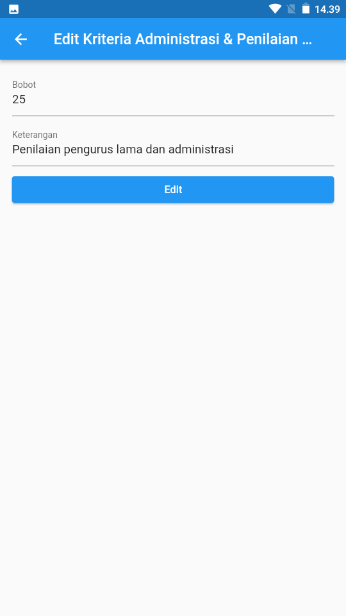 14.39
Edit Kriteria Administrasi & Penilaian ...
Bobot
25
Keterangan
Penilaian pengurus lama dan administrasi
Edit